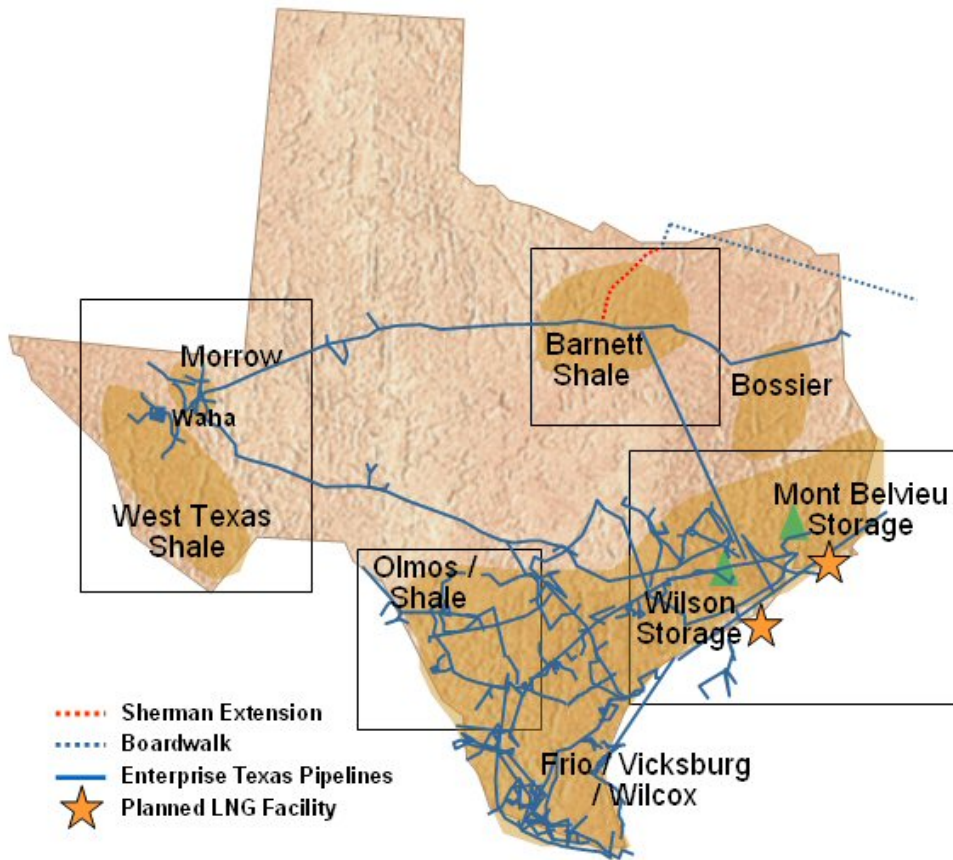 Morrow
Waha
West Texas
Shale
Barnett
Shale
Bossier
Mont Belvieu
Storage
Olmos /
Shale
Wilson
Storage
Frio / Vicksburg
/ Wilcox
Sherman Extension
Boardwalk
Enterprise Texas Pipelines
Planned LNG Facility